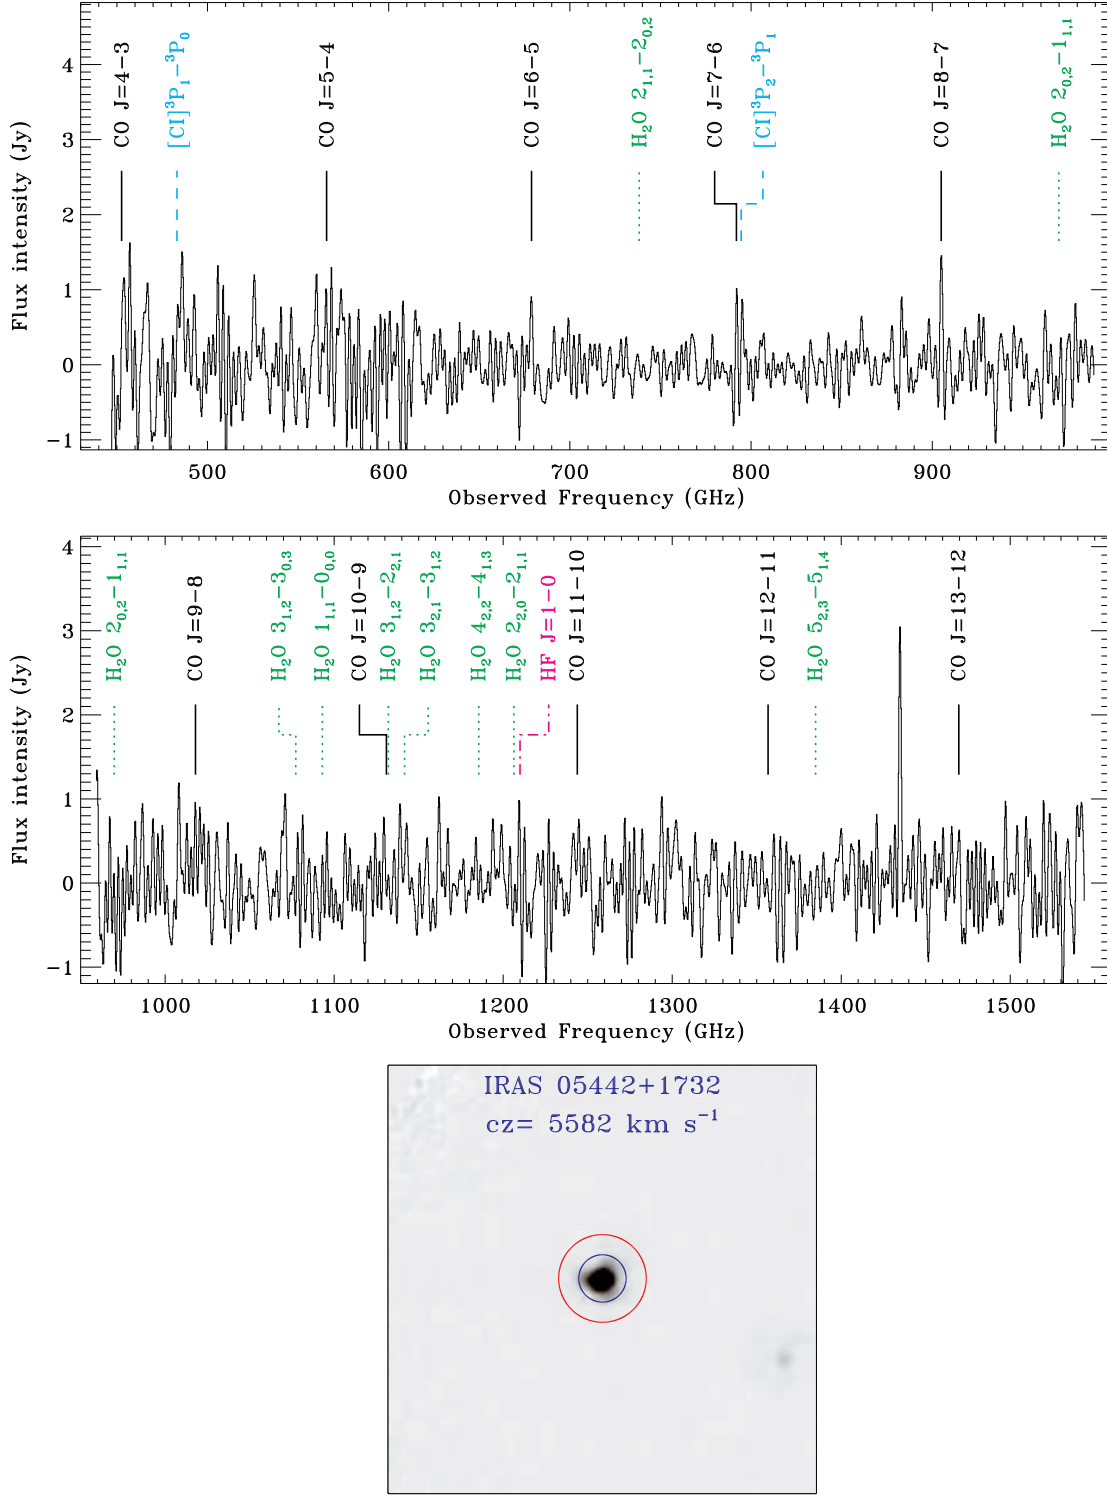 Flux intensity (Jy)
4
3
2
1
0
−1
CO J=4−3
[CI]³P₁−³P₀
CO J=5−4
CO J=6−5
H₂O 2₁,₁−2₀,₂
CO J=7−6
[CI]³P₂−³P₁
CO J=8−7
H₂O 2₀,₂−1₁,₁
500 600 700 800 900
Observed Frequency (GHz)
Flux intensity (Jy)
4
3
2
1
0
−1
H₂O 2₀,₂−1₁,₁
CO J=9−8
H₂O 3₁,₂−3₀,₃
H₂O 1₁,₁−0₀,₀
CO J=10−9
H₂O 3₁,₂−2₂,₁
H₂O 3₂,₁−3₁,₂
H₂O 4₂,₂−4₁,₃
H₂O 2₂,₀−2₁,₁
HF J=1−0
CO J=11−10
CO J=12−11
H₂O 5₂,₃−5₁,₄
CO J=13−12
1000 1100 1200 1300 1400 1500
Observed Frequency (GHz)
IRAS 05442+1732
cz= 5582 km s⁻¹